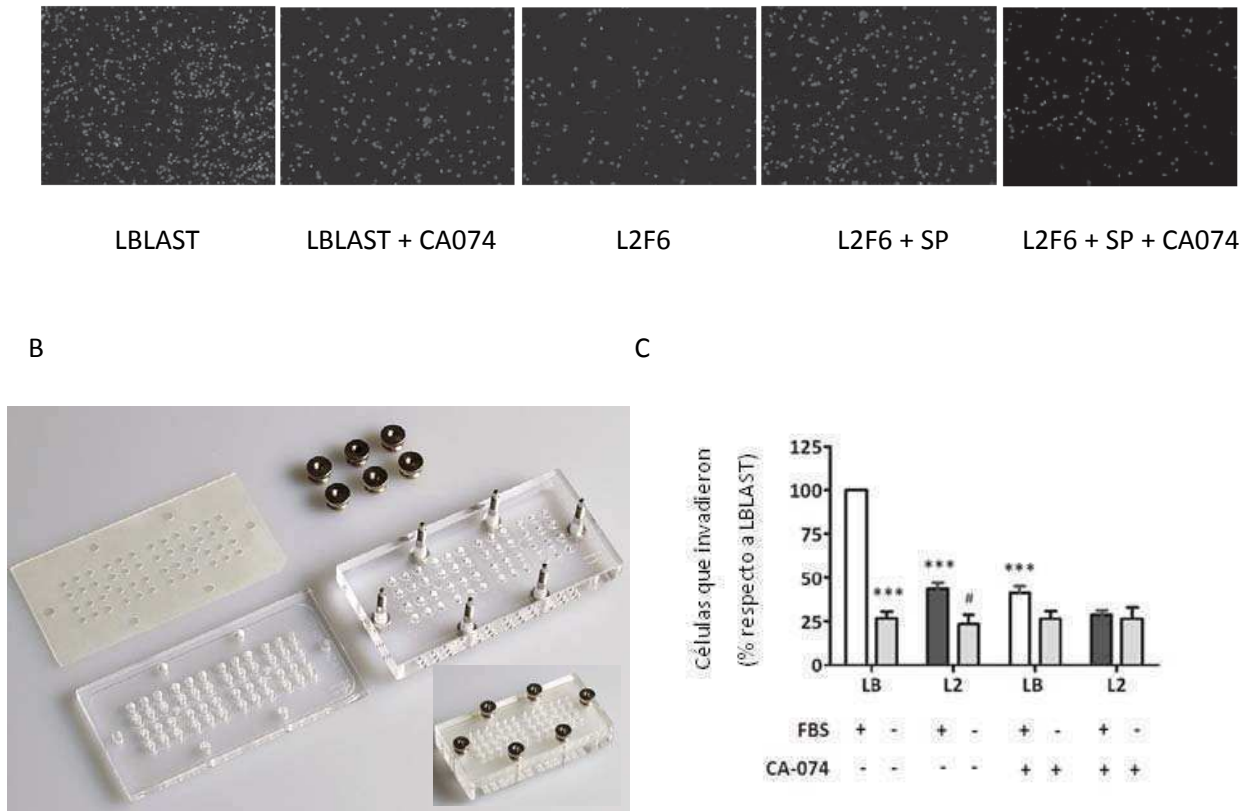 LBLAST LBLAST + CA074 L2F6 L2F6 + SP L2F6 + SP + CA074
B C
Células que invadieron
(% respecto a LBLAST)
125
100
75
50
25
0
*** *** # ***
LB L2 LB L2
FBS + - + - + - + -
CA-074 - - - - + + + +